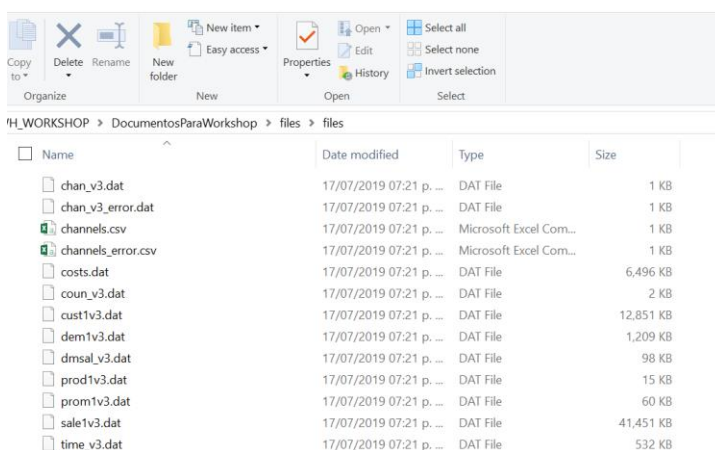 New item
Open
Select all
Easy access
Edit
Select none
Copy to
Delete
Rename
New folder
Properties
History
Invert selection
Organize
New
Open
Select
H_WORKSHOP > DocumentosParaWorkshop > files > files
Name Date modified Type Size
chan_v3.dat 17/07/2019 07:21 p. ... DAT File 1 KB
chan_v3_error.dat 17/07/2019 07:21 p. ... DAT File 1 KB
channels.csv 17/07/2019 07:21 p. ... Microsoft Excel Com... 1 KB
channels_error.csv 17/07/2019 07:21 p. ... Microsoft Excel Com... 1 KB
costs.dat 17/07/2019 07:21 p. ... DAT File 6,496 KB
coun_v3.dat 17/07/2019 07:21 p. ... DAT File 2 KB
cust1v3.dat 17/07/2019 07:21 p. ... DAT File 12,851 KB
dem1v3.dat 17/07/2019 07:21 p. ... DAT File 1,209 KB
dmsal_v3.dat 17/07/2019 07:21 p. ... DAT File 98 KB
prod1v3.dat 17/07/2019 07:21 p. ... DAT File 15 KB
prom1v3.dat 17/07/2019 07:21 p. ... DAT File 60 KB
sale1v3.dat 17/07/2019 07:21 p. ... DAT File 41,451 KB
time_v3.dat 17/07/2019 07:21 p. ... DAT File 532 KB